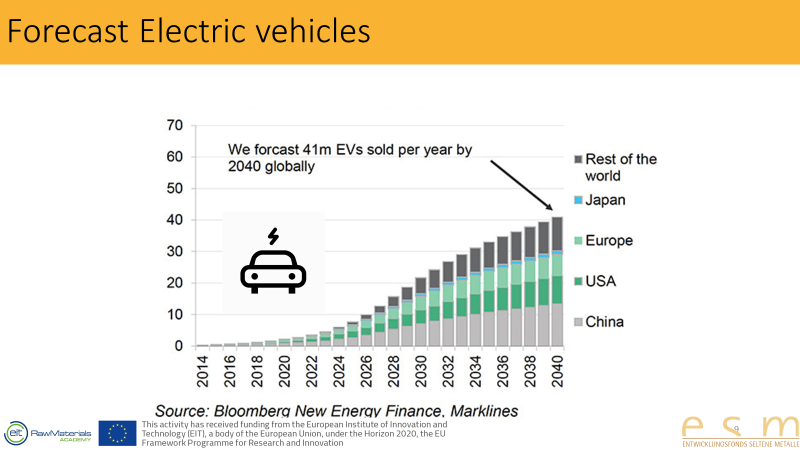 Forecast Electric vehicles
70
60
50
40
30
20
10
0
We forcast 41m EVs sold per year by
2040 globally
Rest of the
world
Japan
Europe
USA
China
2014
2016
2018
2020
2022
2024
2026
2028
2030
2032
2034
2036
2038
2040
Source: Bloomberg New Energy Finance, Marklines
eit RawMaterials
ACADEMY
This activity has received funding from the European Institute of Innovation and
Technology (EIT), a body of the European Union, under the Horizon 2020, the EU
Framework Programme for Research and Innovation
9
esm
ENTWICKLUNGSFONDS SELTENE METALLE